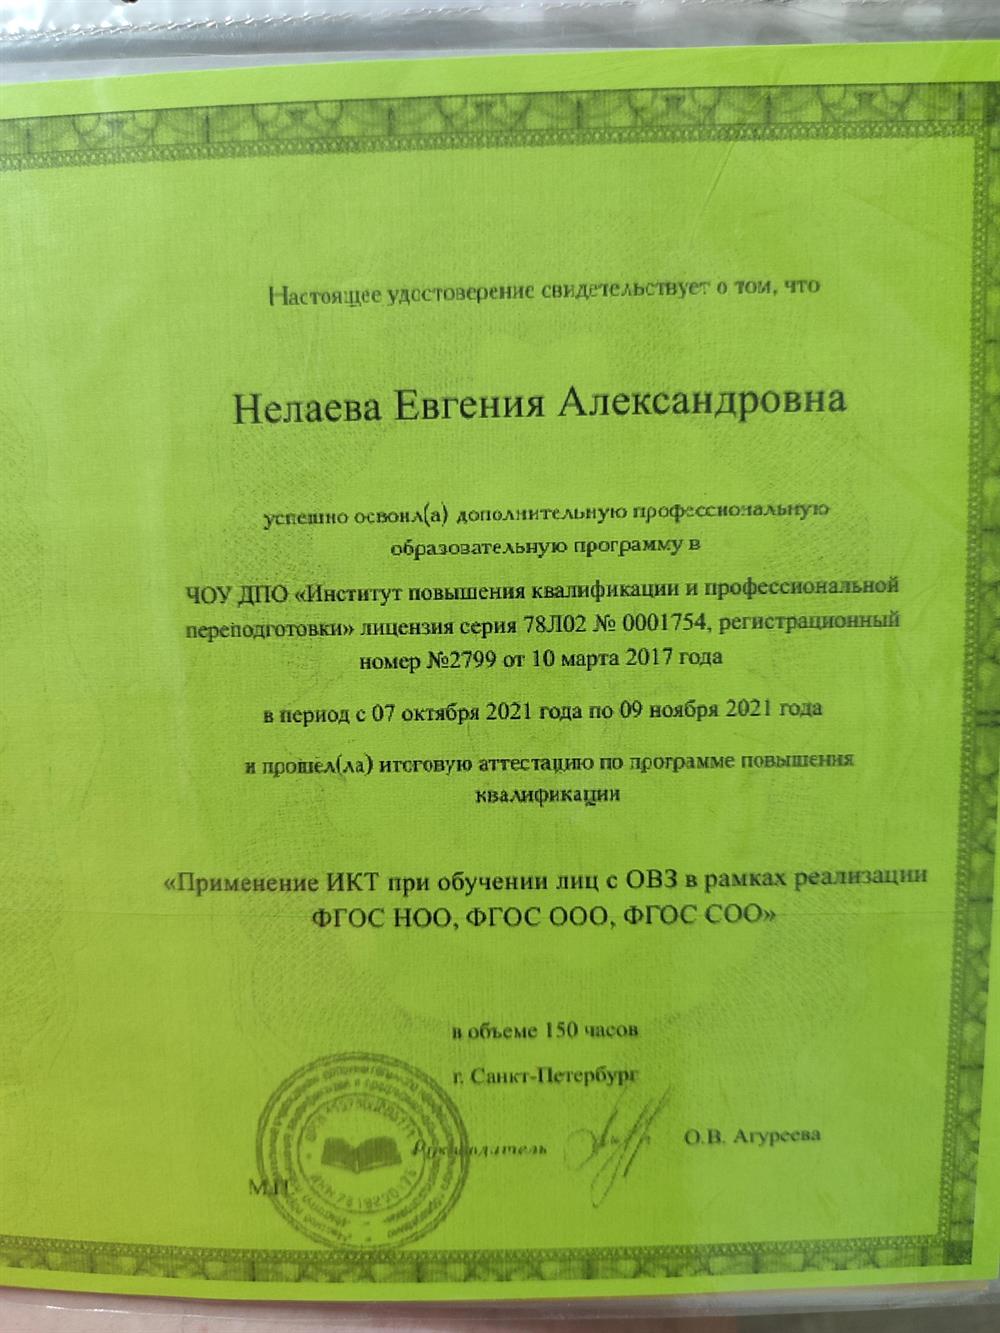 Настоящее удостоверение свидетельствует о том, что
Нелаева Евгения Александровна
успешно освоил(а) дополнительную профессиональную
образовательную программу в
ЧОУ ДПО «Институт повышения квалификации и профессиональной
переподготовки» лицензия серия 78Л02 № 0001754, регистрационный
номер №2799 от 10 марта 2017 года
в период с 07 октября 2021 года по 09 ноября 2021 года
и прошел(ла) итоговую аттестацию по программе повышения
квалификации
«Применение ИКТ при обучении лиц с ОВЗ в рамках реализации
ФГОС НОО, ФГОС ООО, ФГОС СОО»
в объеме 150 часов
г. Санкт-Петербург
Руководитель
О.В. Агуреева
М.П.